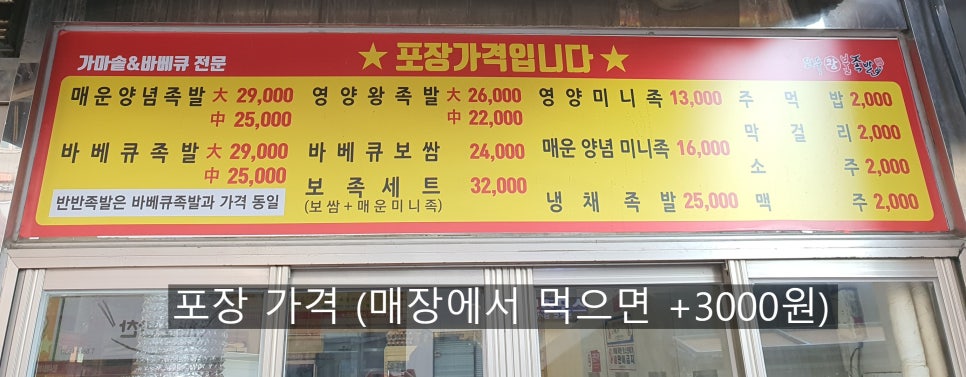 가마솥&바베큐 전문
★ 포장가격입니다 ★
매운양념족발 大 29,000
中 25,000
바베큐족발 大 29,000
中 25,000
반반족발은 바베큐족발과 가격 동일
영양왕족발 大 26,000
中 22,000
바베큐보쌈 24,000
보족세트 32,000
(보쌈+매운미니족)
영양미니족 13,000
매운양념미니족 16,000
냉채족발 25,000
주먹밥 2,000
막걸리 2,000
소주 2,000
맥주 2,000
포장 가격 (매장에서 먹으면 +3000원)